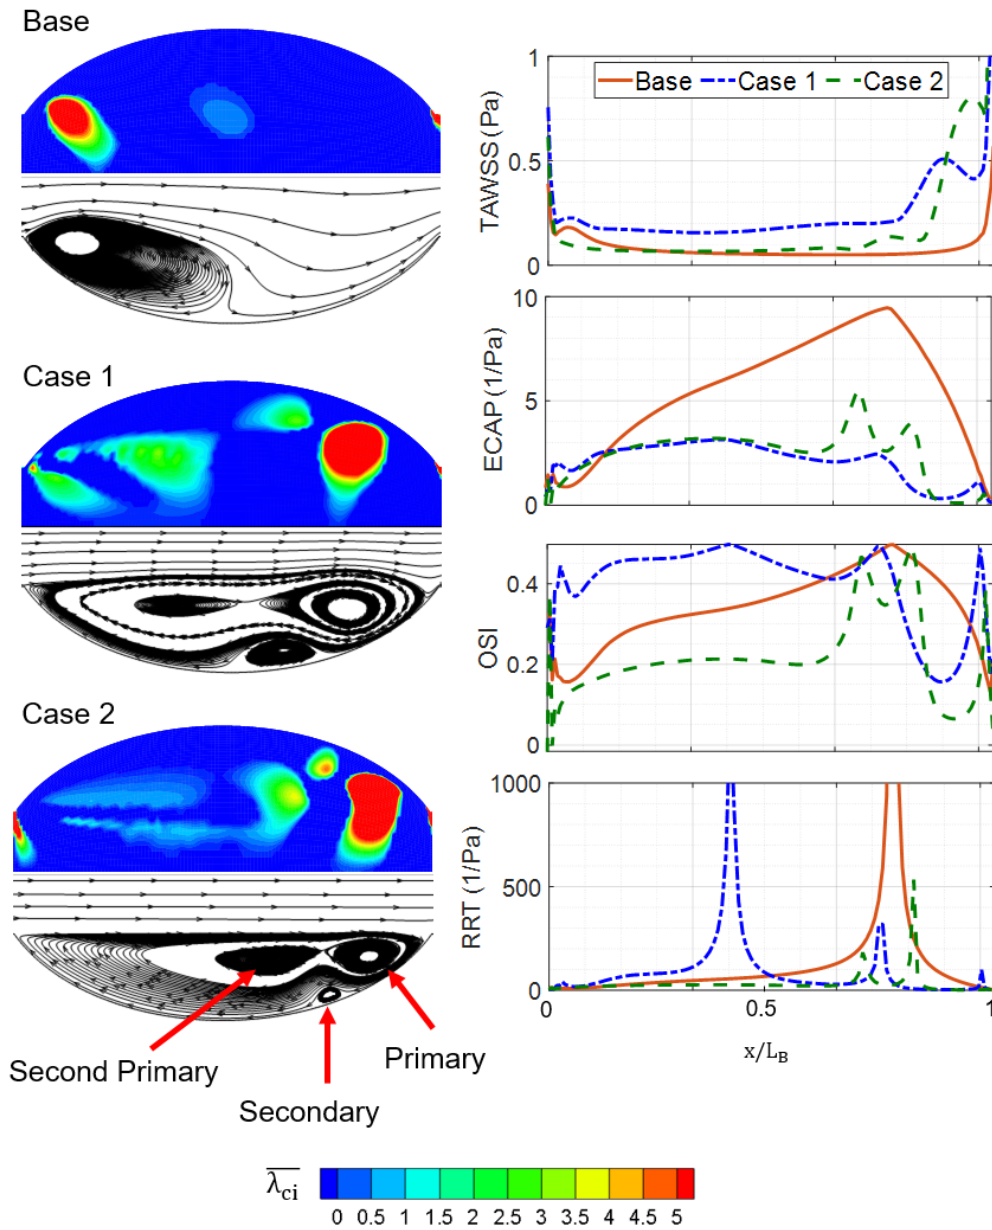 Base
Case 1
Case 2
Second Primary
Secondary
Primary
TAWSS (Pa)
1
0.5
0
Base Case 1 Case 2
ECAP (1/Pa)
10
5
0
OSI
0.4
0.2
0
RRT (1/Pa)
1000
500
0
0.5 1
x/L_B
λ_ci
0 0.5 1 1.5 2 2.5 3 3.5 4 4.5 5